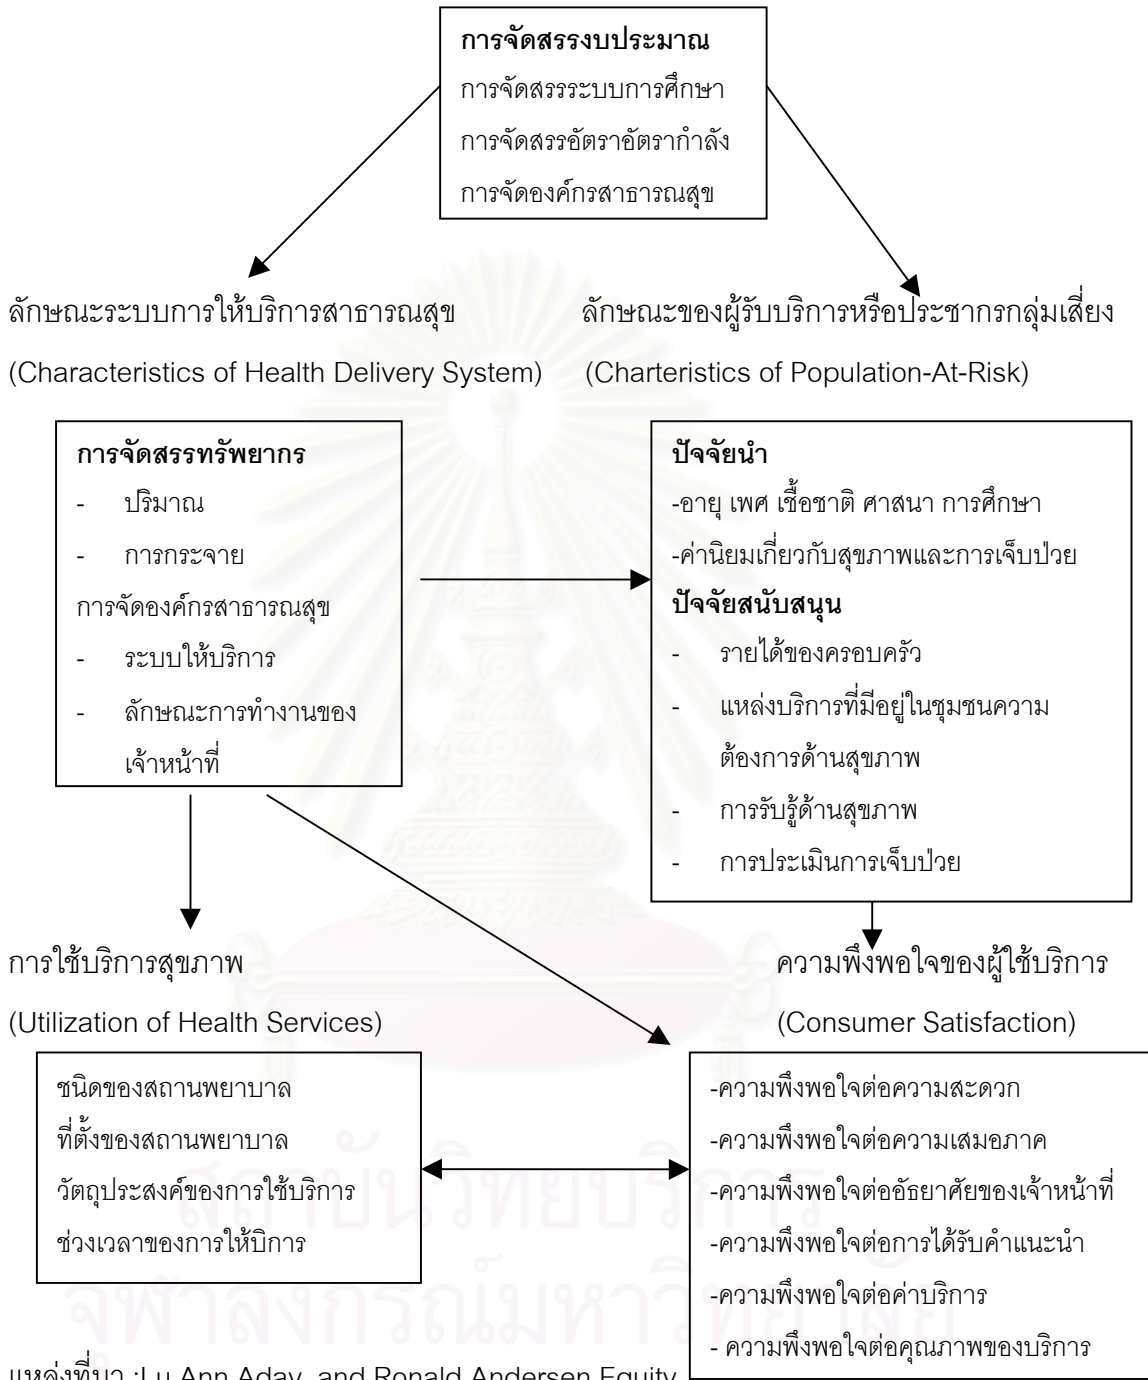 การจัดสรรงบประมาณ
การจัดสรรระบบการศึกษา
การจัดสรรอัตราอัตรากำลัง
การจัดองค์กรสาธารณสุข
ลักษณะระบบการให้บริการสาธารณสุข
(Characteristics of Health Delivery System)
ลักษณะของผู้รับบริการหรือประชากรกลุ่มเสี่ยง
(Charteristics of Population-At-Risk)
การจัดสรรทรัพยากร
- ปริมาณ
- การกระจาย
การจัดองค์กรสาธารณสุข
- ระบบให้บริการ
- ลักษณะการทำงานของ
เจ้าหน้าที่
ปัจจัยนำ
-อายุ เพศ เชื้อชาติ ศาสนา การศึกษา
-ค่านิยมเกี่ยวกับสุขภาพและการเจ็บป่วย
ปัจจัยสนับสนุน
- รายได้ของครอบครัว
- แหล่งบริการที่มีอยู่ในชุมชนความ
ต้องการด้านสุขภาพ
- การรับรู้ด้านสุขภาพ
- การประเมินการเจ็บป่วย
การใช้บริการสุขภาพ
(Utilization of Health Services)
ความพึงพอใจของผู้ใช้บริการ
(Consumer Satisfaction)
ชนิดของสถานพยาบาล
ที่ตั้งของสถานพยาบาล
วัตถุประสงค์ของการใช้บริการ
ช่วงเวลาของการให้บิการ
-ความพึงพอใจต่อความสะดวก
-ความพึงพอใจต่อความเสมอภาค
-ความพึงพอใจต่ออัธยาศัยของเจ้าหน้าที่
-ความพึงพอใจต่อการได้รับคำแนะนำ
-ความพึงพอใจต่อค่าบริการ
- ความพึงพอใจต่อคุณภาพของบริการ
สถาบันวิทยบริการ
จุฬาลงกรณ์มหาวิทยาลัย
แหล่งที่มา :Lu Ann Aday and Ronald Andersen Equity